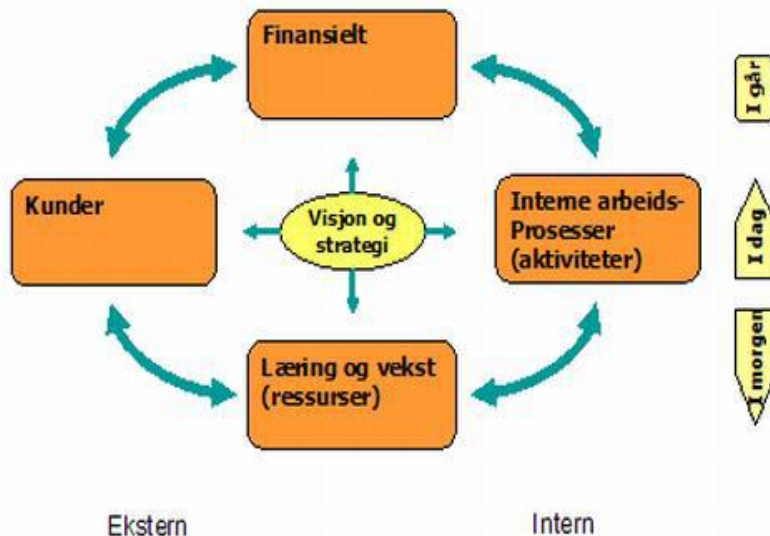 Finansielt
I går
Kunder
Visjon og
strategi
Interne arbeids-
Prosesser
(aktiviteter)
I dag
Læring og vekst
(ressurser)
I morgen
Ekstern
Intern